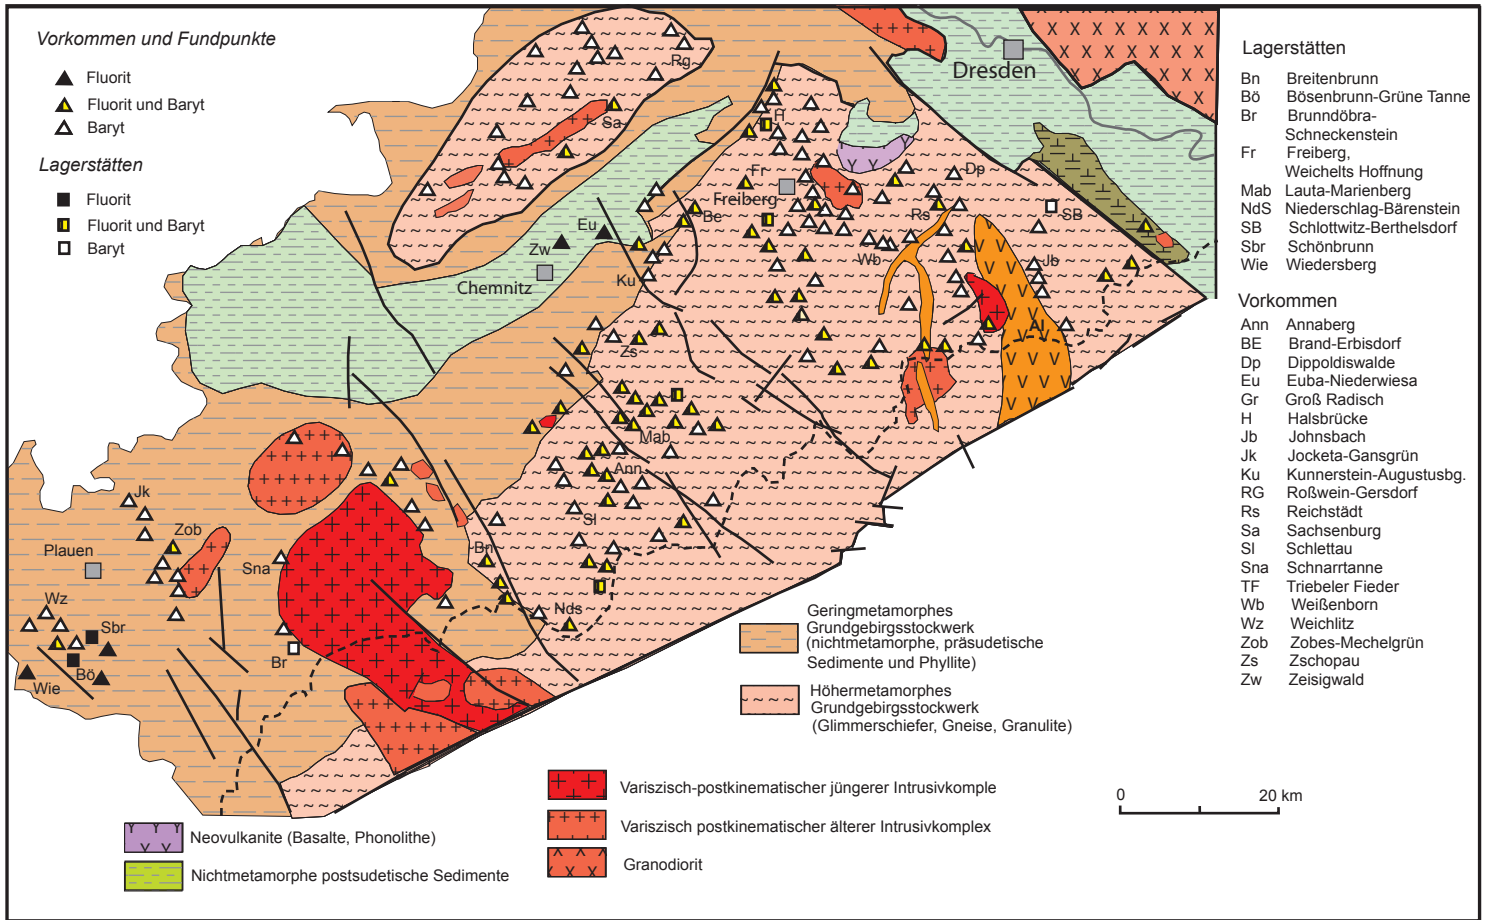 Vorkommen und Fundpunkte
Fluorit
Fluorit und Baryt
Baryt
Lagerstätten
Fluorit
Fluorit und Baryt
Baryt
Rg
Sa
Dresden
H
Fr
Freiberg
Dp
Be
Rs
SB
Eu
Zw
Chemnitz
Ku
Wb
Jb
Al
Zs
Mab
Ann
Sl
Jk
Zob
Plauen
Sna
Bn
Wz
Sbr
Nds
Br
Bö
Wie
Lagerstätten
Bn Breitenbrunn
Bö Bösenbrunn-Grüne Tanne
Br Brunndöbra-
Schneckenstein
Fr Freiberg,
Weichelts Hoffnung
Mab Lauta-Marienberg
NdS Niederschlag-Bärenstein
SB Schlottwitz-Berthelsdorf
Sbr Schönbrunn
Wie Wiedersberg
Vorkommen
Ann Annaberg
BE Brand-Erbisdorf
Dp Dippoldiswalde
Eu Euba-Niederwiesa
Gr Groß Radisch
H Halsbrücke
Jb Johnsbach
Jk Jocketa-Gansgrün
Ku Kunnerstein-Augustusbg.
RG Roßwein-Gersdorf
Rs Reichstädt
Sa Sachsenburg
Sl Schlettau
Sna Schnarrtanne
TF Triebeler Fieder
Wb Weißenborn
Wz Weichlitz
Zob Zobes-Mechelgrün
Zs Zschopau
Zw Zeisigwald
Geringmetamorphes
Grundgebirgsstockwerk
(nichtmetamorphe, präsudetische
Sedimente und Phyllite)
Höhermetamorphes
Grundgebirgsstockwerk
(Glimmerschiefer, Gneise, Granulite)
Variszisch-postkinematischer jüngerer Intrusivkomple
Variszisch postkinematischer älterer Intrusivkomplex
Granodiorit
Neovulkanite (Basalte, Phonolithe)
Nichtmetamorphe postsudetische Sedimente
0 20 km